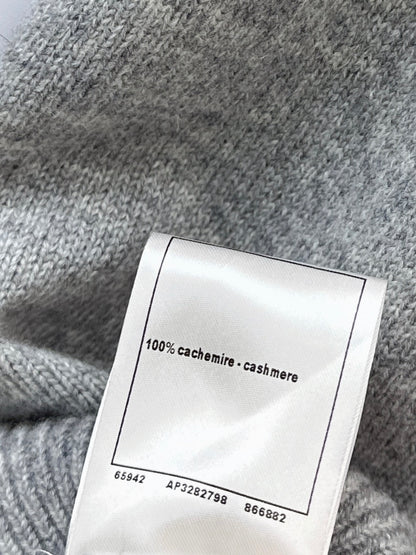 100% cachemire - cashmere
65942 AP3282798 866882